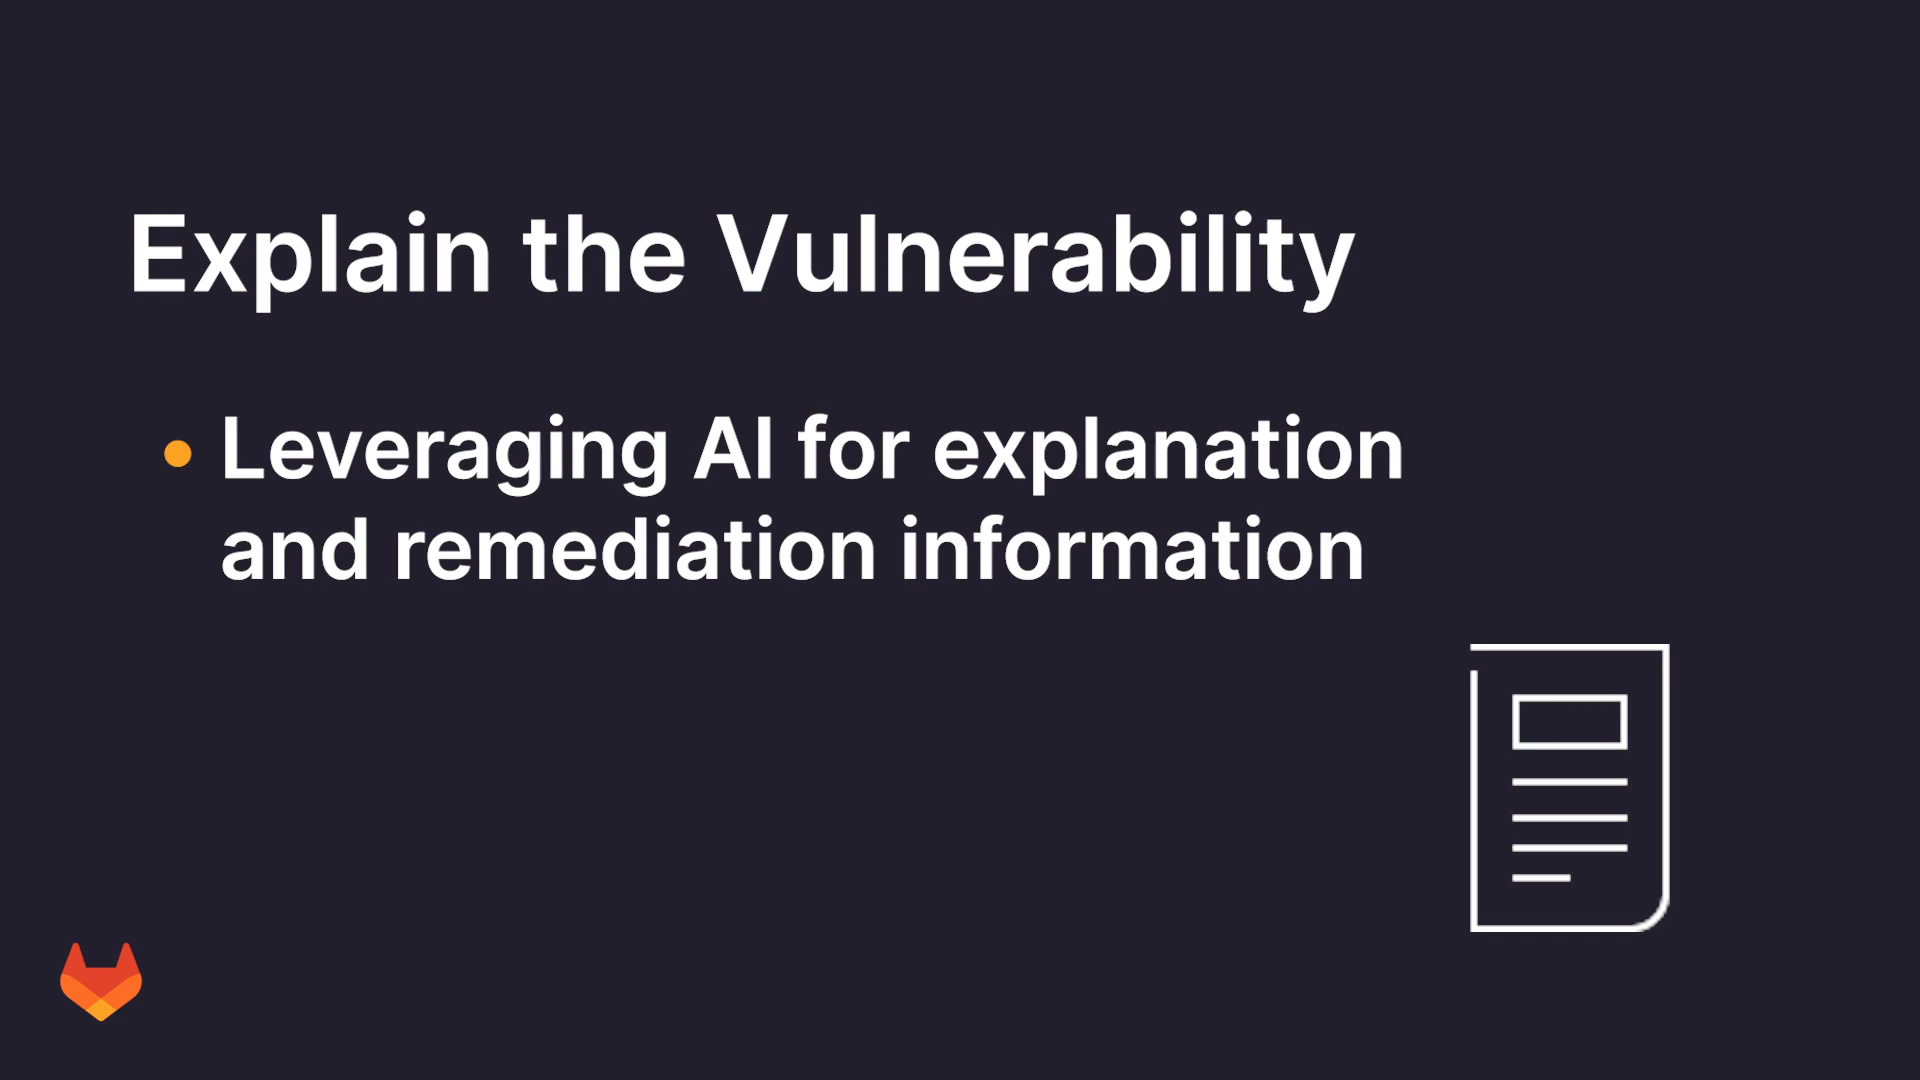 Explain the Vulnerability
Leveraging AI for explanation
and remediation information